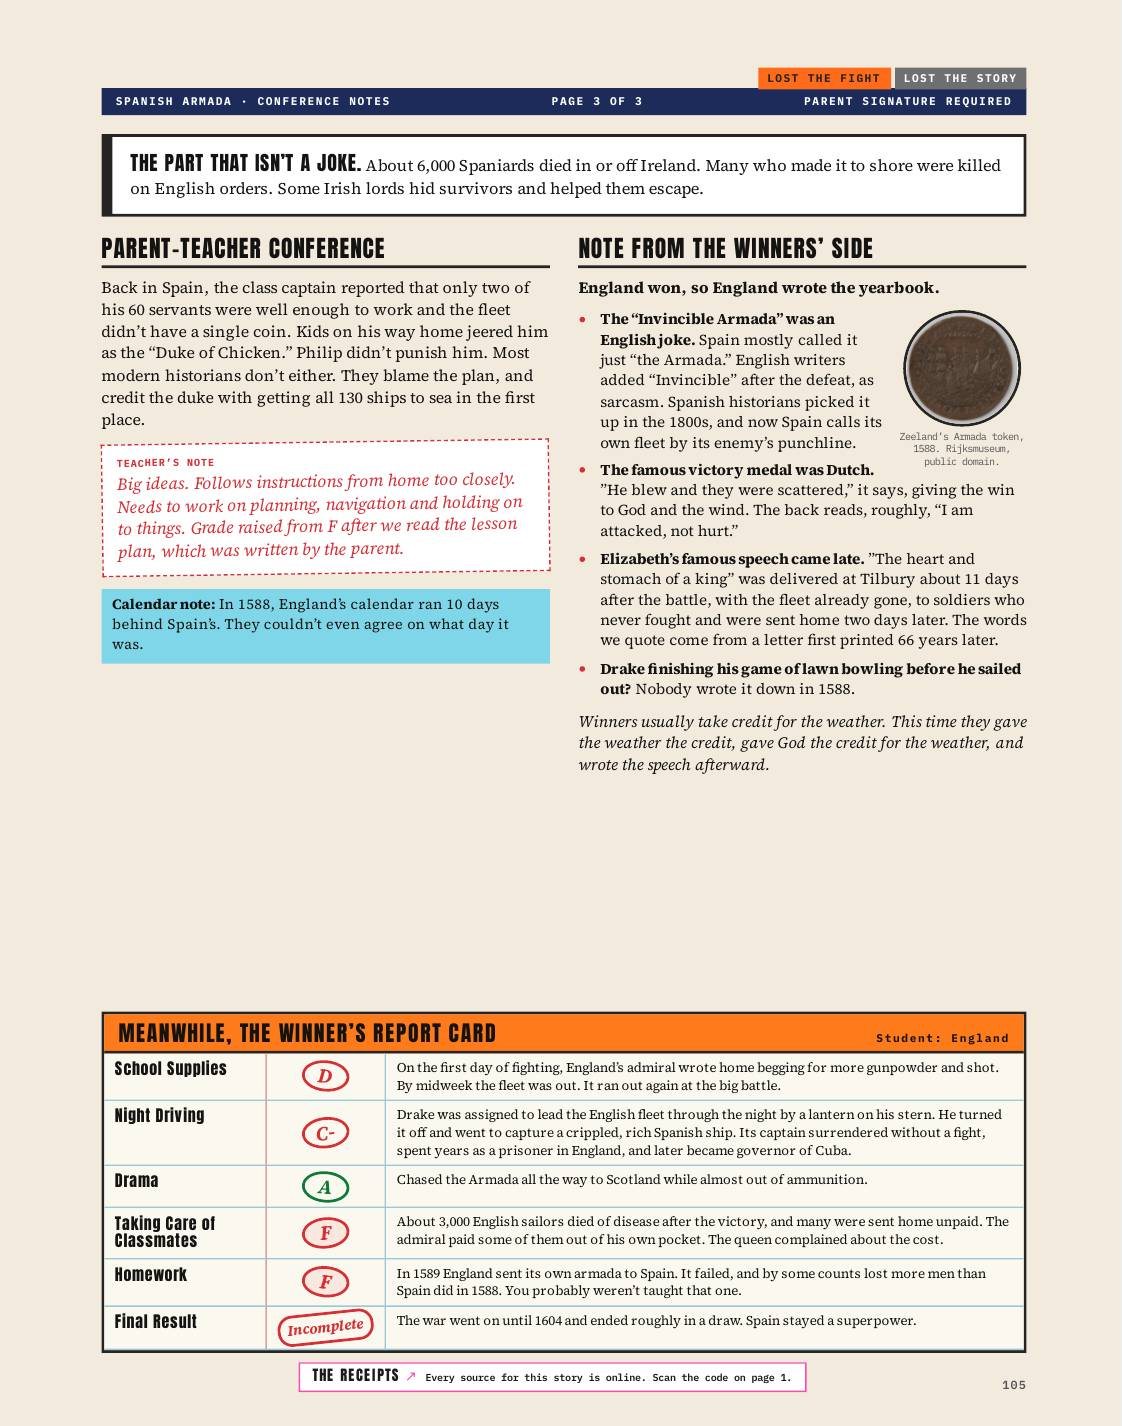 LOST THE FIGHT LOST THE STORY
SPANISH ARMADA · CONFERENCE NOTES PAGE 3 OF 3 PARENT SIGNATURE REQUIRED
THE PART THAT ISN’T A JOKE. About 6,000 Spaniards died in or off Ireland. Many who made it to shore were killed
on English orders. Some Irish lords hid survivors and helped them escape.
PARENT-TEACHER CONFERENCE
Back in Spain, the class captain reported that only two of
his 60 servants were well enough to work and the fleet
didn’t have a single coin. Kids on his way home jeered him
as the “Duke of Chicken.” Philip didn’t punish him. Most
modern historians don’t either. They blame the plan, and
credit the duke with getting all 130 ships to sea in the first
place.
TEACHER’S NOTE
Big ideas. Follows instructions from home too closely.
Needs to work on planning, navigation and holding on
to things. Grade raised from F after we read the lesson
plan, which was written by the parent.
Calendar note: In 1588, England’s calendar ran 10 days
behind Spain’s. They couldn’t even agree on what day it
was.
NOTE FROM THE WINNERS’ SIDE
England won, so England wrote the yearbook.
• The “Invincible Armada” was an
English joke. Spain mostly called it
just “the Armada.” English writers
added “Invincible” after the defeat, as
sarcasm. Spanish historians picked it
up in the 1800s, and now Spain calls its
own fleet by its enemy’s punchline.
Zeeland’s Armada token,
1588. Rijksmuseum,
public domain.
• The famous victory medal was Dutch.
”He blew and they were scattered,” it says, giving the win
to God and the wind. The back reads, roughly, “I am
attacked, not hurt.”
• Elizabeth’s famous speech came late. ”The heart and
stomach of a king” was delivered at Tilbury about 11 days
after the battle, with the fleet already gone, to soldiers who
never fought and were sent home two days later. The words
we quote come from a letter first printed 66 years later.
• Drake finishing his game of lawn bowling before he sailed
out? Nobody wrote it down in 1588.
Winners usually take credit for the weather. This time they gave
the weather the credit, gave God the credit for the weather, and
wrote the speech afterward.
MEANWHILE, THE WINNER’S REPORT CARD Student: England
School Supplies D On the first day of fighting, England’s admiral wrote home begging for more gunpowder and shot.
By midweek the fleet was out. It ran out again at the big battle.
Night Driving C- Drake was assigned to lead the English fleet through the night by a lantern on his stern. He turned
it off and went to capture a crippled, rich Spanish ship. Its captain surrendered without a fight,
spent years as a prisoner in England, and later became governor of Cuba.
Drama A Chased the Armada all the way to Scotland while almost out of ammunition.
Taking Care of
Classmates F About 3,000 English sailors died of disease after the victory, and many were sent home unpaid. The
admiral paid some of them out of his own pocket. The queen complained about the cost.
Homework F In 1589 England sent its own armada to Spain. It failed, and by some counts lost more men than
Spain did in 1588. You probably weren’t taught that one.
Final Result Incomplete The war went on until 1604 and ended roughly in a draw. Spain stayed a superpower.
THE RECEIPTS ↗ Every source for this story is online. Scan the code on page 1.
105